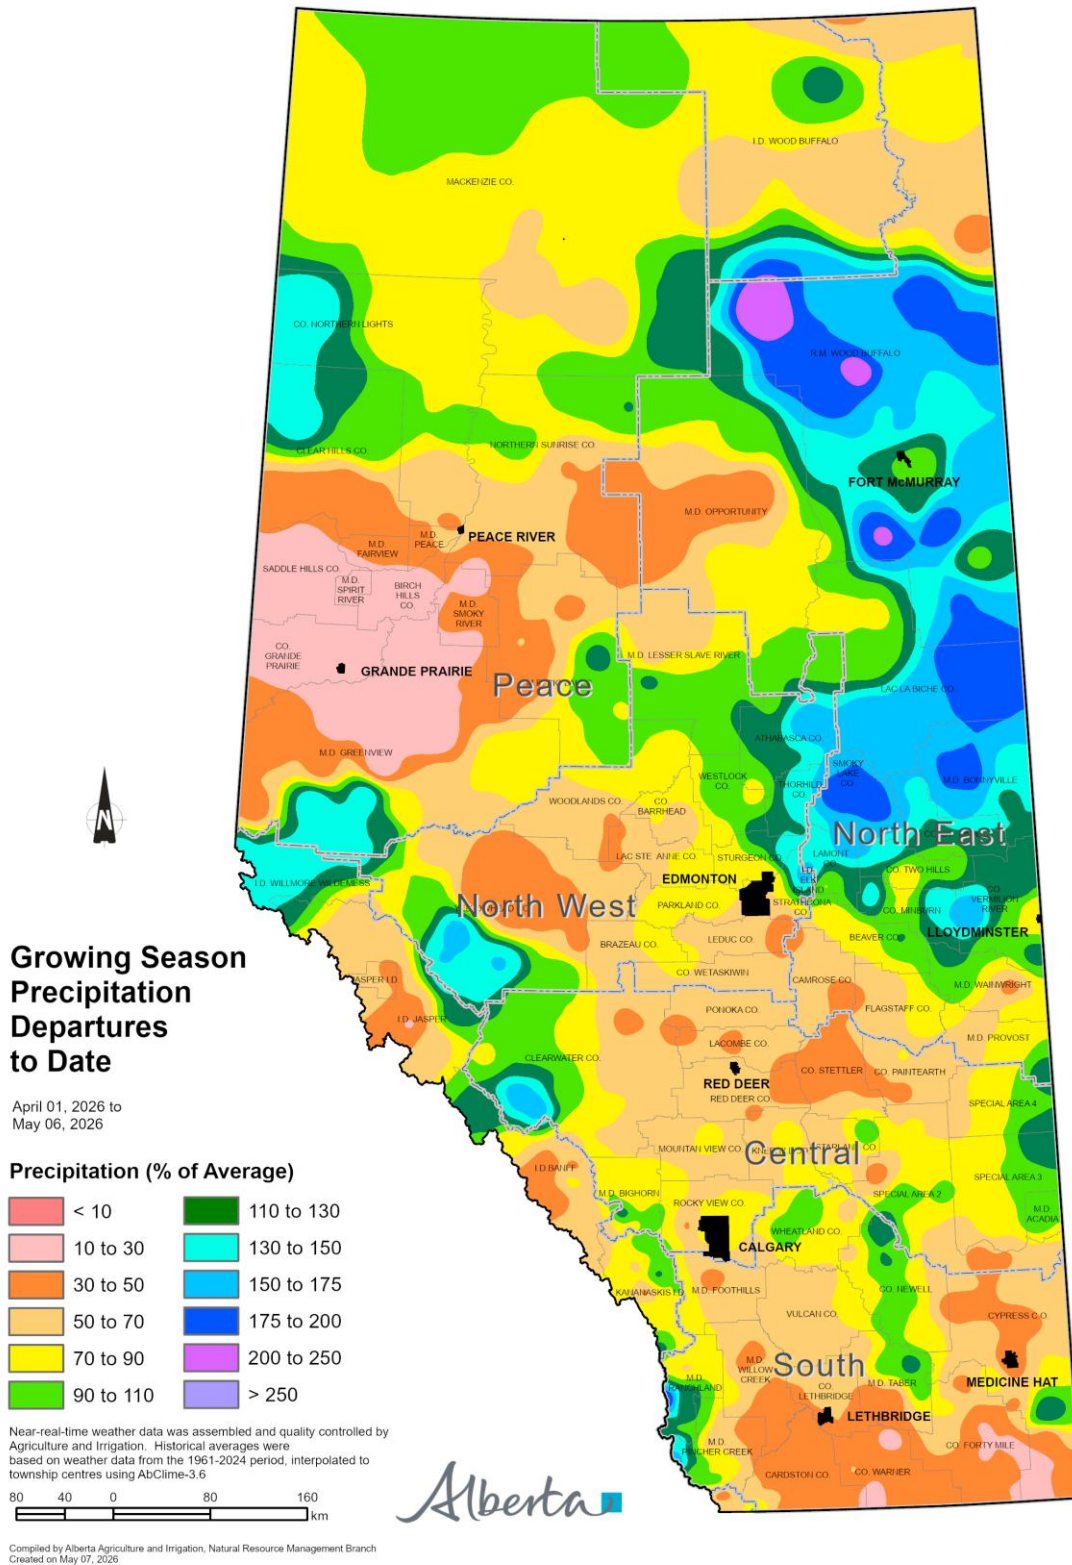 I.D. WOOD BUFFALO
MACKENZIE CO.
CO. NORTHERN LIGHTS
R.M. WOOD BUFFALO
CLEAR HILLS CO.
NORTHERN SUNRISE CO.
FORT McMURRAY
M.D. OPPORTUNITY
PEACE RIVER
M.D.
PEACE
M.D.
FAIRVIEW
SADDLE HILLS CO.
M.D.
SPIRIT
RIVER
BIRCH
HILLS
CO.
M.D.
SMOKY
RIVER
CO.
GRANDE
PRAIRIE
GRANDE PRAIRIE
M.D. LESSER SLAVE RIVER
Peace
LAC LA BICHE CO.
M.D. GREENVIEW
ATHABASCA CO.
SMOKY
LAKE
CO.
M.D. BONNYVILLE
WESTLOCK
CO.
THORHILD
CO.
WOODLANDS CO.
CO.
BARRHEAD
North East
LAC STE ANNE CO.
STURGEON CO.
LAMONT
CO.
CO. TWO HILLS
I.D. WILLMORE WILDERNESS
EDMONTON
I.D.
ELK
ISLAND
STRATHCONA
CO.
CO.
VERMILION
RIVER
North West
PARKLAND CO.
CO. MINBURN
LLOYDMINSTER
BRAZEAU CO.
LEDUC CO.
BEAVER CO.
Growing Season
Precipitation
Departures
to Date
JASPER I.D.
CO. WETASKIWIN
CAMROSE CO.
M.D. WAINWRIGHT
I.D. JASPER
PONOKA CO.
FLAGSTAFF CO.
M.D. PROVOST
CLEARWATER CO.
LACOMBE CO.
CO. STETTLER
CO. PAINTEARTH
RED DEER
RED DEER CO.
SPECIAL AREA 4
April 01, 2026 to
May 06, 2026
MOUNTAIN VIEW CO.
STARLAND CO.
Central
I.D BANFF
M.D. BIGHORN
ROCKY VIEW CO.
SPECIAL AREA 2
SPECIAL AREA 3
M.D.
ACADIA
WHEATLAND CO.
CALGARY
KANANASKIS I.D.
M.D. FOOTHILLS
CO. NEWELL
VULCAN CO.
CYPRESS CO
South
M.D.
WILLOW
CREEK
M.D.
RANCHLAND
CO.
LETHBRIDGE
M.D. TABER
MEDICINE HAT
LETHBRIDGE
M.D.
PINCHER CREEK
CO. FORTY MILE
CARDSTON CO.
CO. WARNER
N
Precipitation (% of Average)
< 10
10 to 30
30 to 50
50 to 70
70 to 90
90 to 110
110 to 130
130 to 150
150 to 175
175 to 200
200 to 250
> 250
Near-real-time weather data was assembled and quality controlled by
Agriculture and Irrigation. Historical averages were
based on weather data from the 1961-2024 period, interpolated to
township centres using AbClime-3.6
80 40 0 80 160
km
Alberta
Compiled by Alberta Agriculture and Irrigation, Natural Resource Management Branch
Created on May 07, 2026